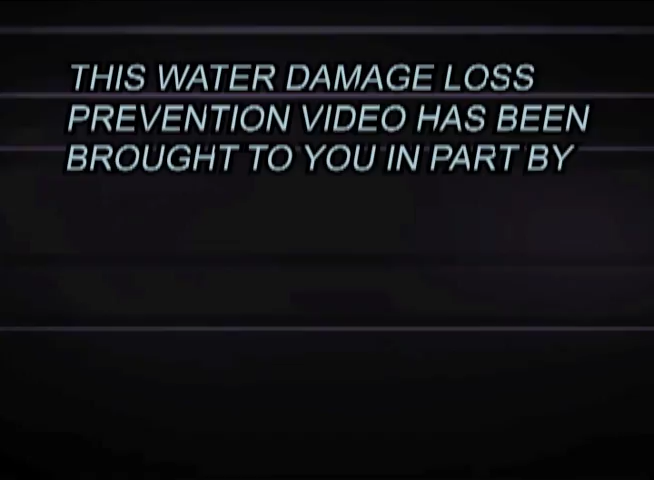 THIS WATER DAMAGE LOSS
PREVENTION VIDEO HAS BEEN
BROUGHT TO YOU IN PART BY